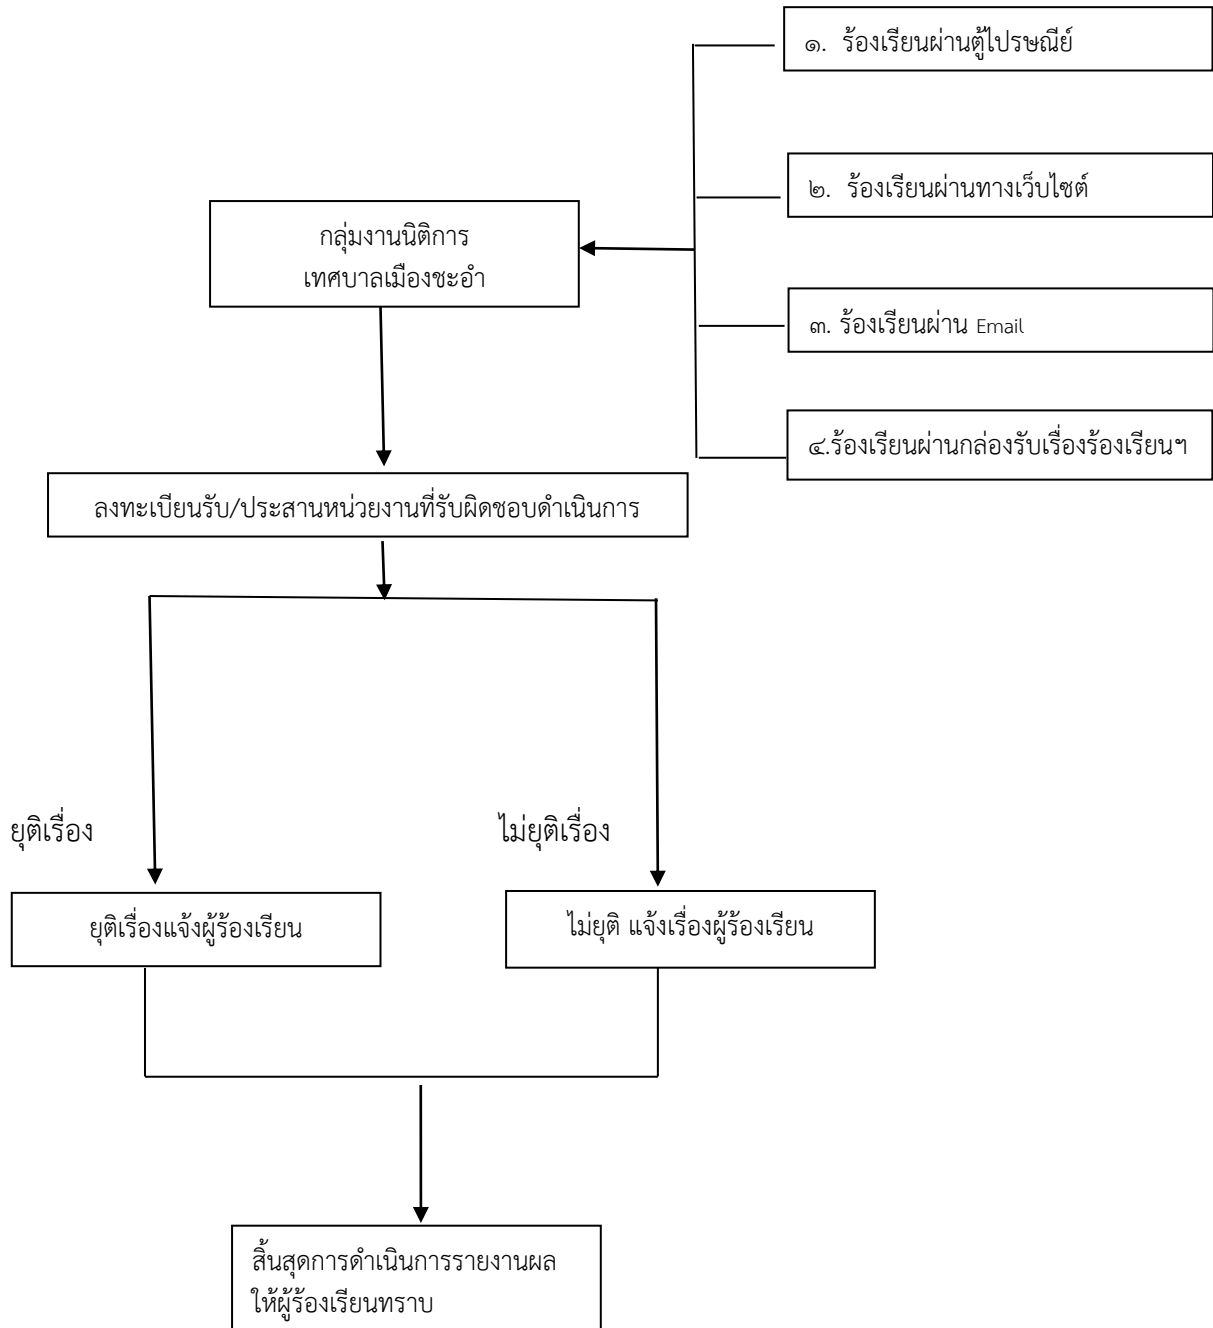 ๑.  ร้องเรียนผ่านตู้ไปรษณีย์
๒.  ร้องเรียนผ่านทางเว็บไซต์
กลุ่มงานนิติการ
เทศบาลเมืองชะอำ
๓. ร้องเรียนผ่าน Email
๔.ร้องเรียนผ่านกล่องรับเรื่องร้องเรียนฯ
ลงทะเบียนรับ/ประสานหน่วยงานที่รับผิดชอบดำเนินการ
ยุติเรื่อง
ไม่ยุติเรื่อง
ยุติเรื่องแจ้งผู้ร้องเรียน
ไม่ยุติ แจ้งเรื่องผู้ร้องเรียน
สิ้นสุดการดำเนินการรายงานผล
ให้ผู้ร้องเรียนทราบ